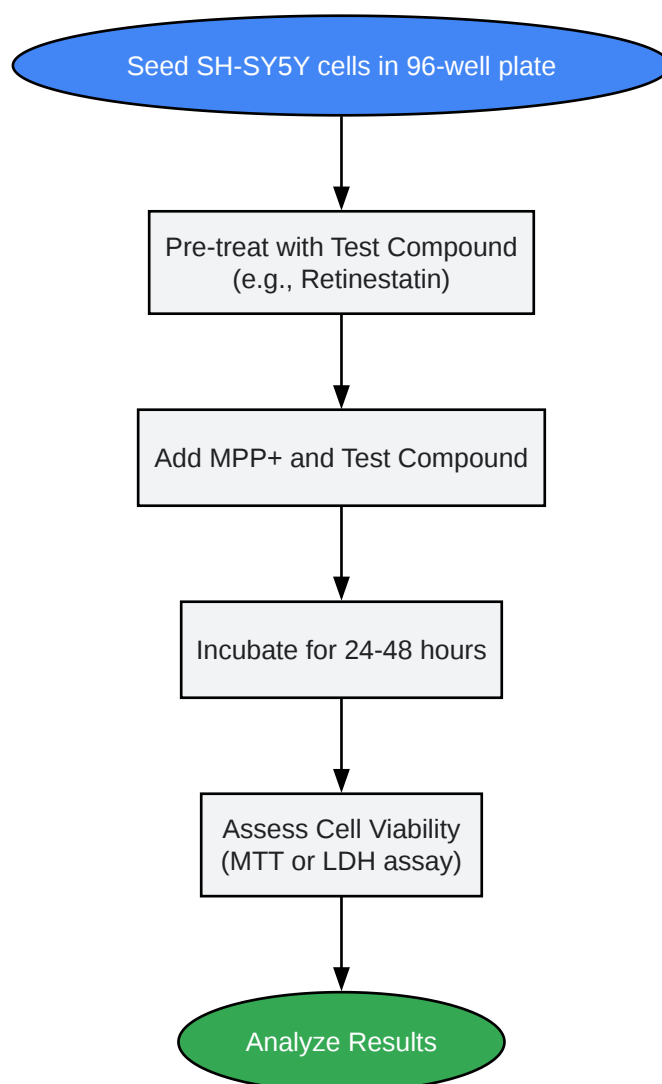 Seed SH-SY5Y cells in 96-well plate
Pre-treat with Test Compound
(e.g., Retinestatin)
Add MPP+ and Test Compound
Incubate for 24-48 hours
Assess Cell Viability
(MTT or LDH assay)
Analyze Results